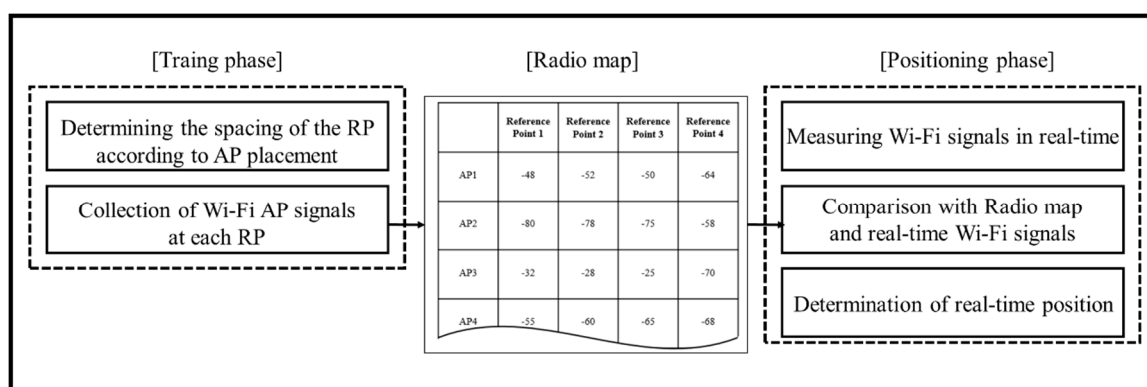 [Traing phase]
Determining the spacing of the RP
according to AP placement
Collection of Wi-Fi AP signals
at each RP
[Radio map]
Reference Point 1 Reference Point 2 Reference Point 3 Reference Point 4
AP1 -48 -52 -50 -64
AP2 -80 -78 -75 -58
AP3 -32 -28 -25 -70
AP4 -55 -60 -65 -68
[Positioning phase]
Measuring Wi-Fi signals in real-time
Comparison with Radio map
and real-time Wi-Fi signals
Determination of real-time position